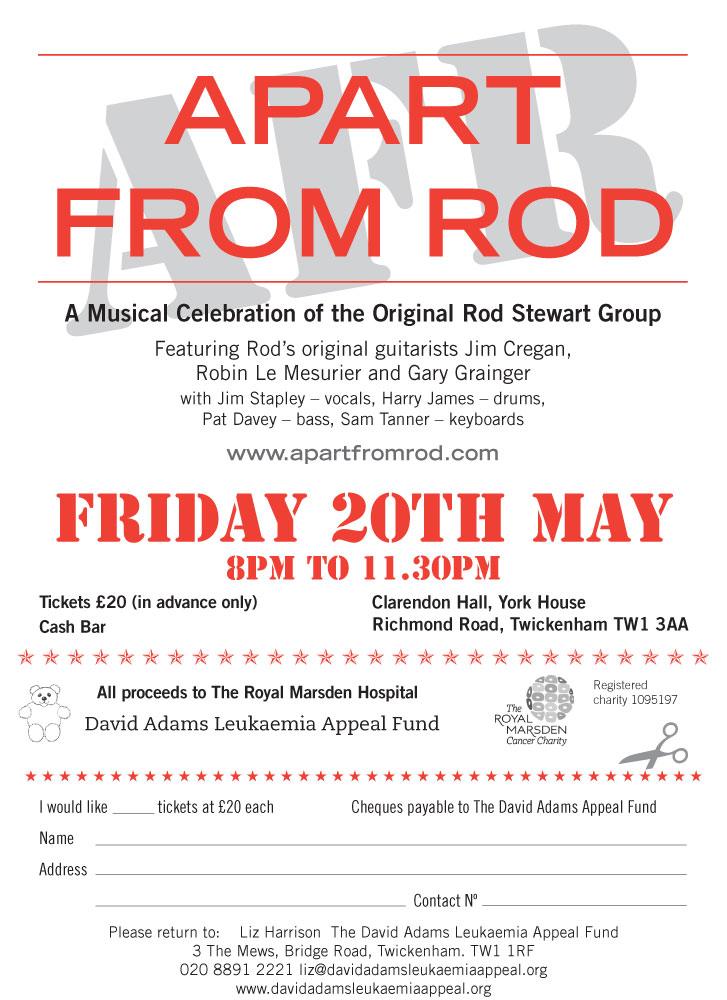 AFR
APART
FROM ROD
A Musical Celebration of the Original Rod Stewart Group
Featuring Rod's original guitarists Jim Cregan,
Robin Le Mesurier and Gary Grainger
with Jim Stapley – vocals, Harry James – drums,
Pat Davey – bass, Sam Tanner – keyboards
www.apartfromrod.com
FRIDAY 20TH MAY
8PM TO 11.30PM
Tickets £20 (in advance only)
Cash Bar
Clarendon Hall, York House
Richmond Road, Twickenham TW1 3AA
All proceeds to The Royal Marsden Hospital
David Adams Leukaemia Appeal Fund
The
ROYAL
MARSDEN
Cancer Charity
Registered
charity 1095197
I would like _____ tickets at £20 each
Cheques payable to The David Adams Appeal Fund
Name
Address
Contact Nº
Please return to: Liz Harrison The David Adams Leukaemia Appeal Fund
3 The Mews, Bridge Road, Twickenham. TW1 1RF
020 8891 2221 liz@davidadamsleukaemiaappeal.org
www.davidadamsleukaemiaappeal.org